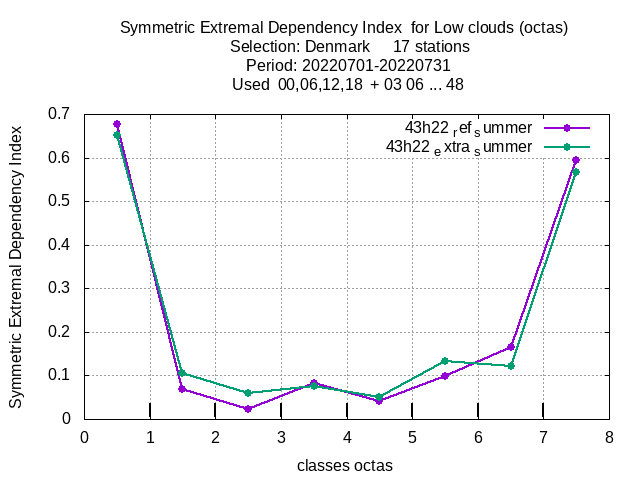 Symmetric Extremal Dependency Index  for Low clouds (octas)
Selection: Denmark     17 stations
Period: 20220701-20220731
Used  00,06,12,18  + 03 06 ... 48
43h22 ref summer
43h22 extra summer
Symmetric Extremal Dependency Index
0.7
0.6
0.5
0.4
0.3
0.2
0.1
0
0 1 2 3 4 5 6 7 8
classes octas